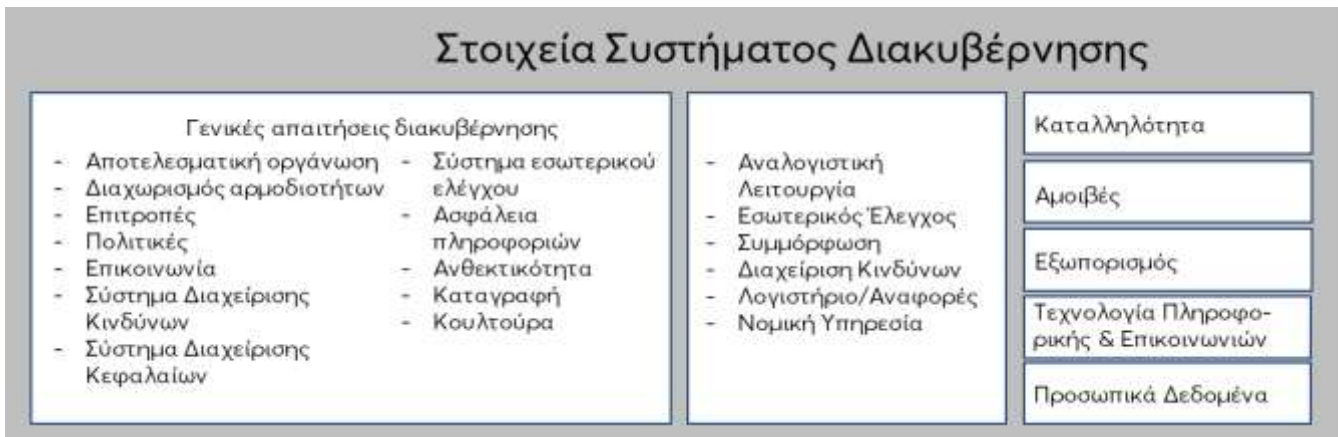 Στοιχεία Συστήματος Διακυβέρνησης
Γενικές απαιτήσεις διακυβέρνησης
- Αποτελεσματική οργάνωση
- Διαχωρισμός αρμοδιοτήτων
- Επιτροπές
- Πολιτικές
- Επικοινωνία
- Σύστημα Διαχείρισης
Κινδύνων
- Σύστημα Διαχείρισης
Κεφαλαίων
- Σύστημα εσωτερικού
ελέγχου
- Ασφάλεια
πληροφοριών
- Ανθεκτικότητα
- Καταγραφή
- Κουλτούρα
- Αναλογιστική
Λειτουργία
- Εσωτερικός Έλεγχος
- Συμμόρφωση
- Διαχείριση Κινδύνων
- Λογιστήριο/Αναφορές
- Νομική Υπηρεσία
Καταλληλότητα
Αμοιβές
Εξωπορισμός
Τεχνολογία Πληροφο-
ρικής & Επικοινωνιών
Προσωπικά Δεδομένα